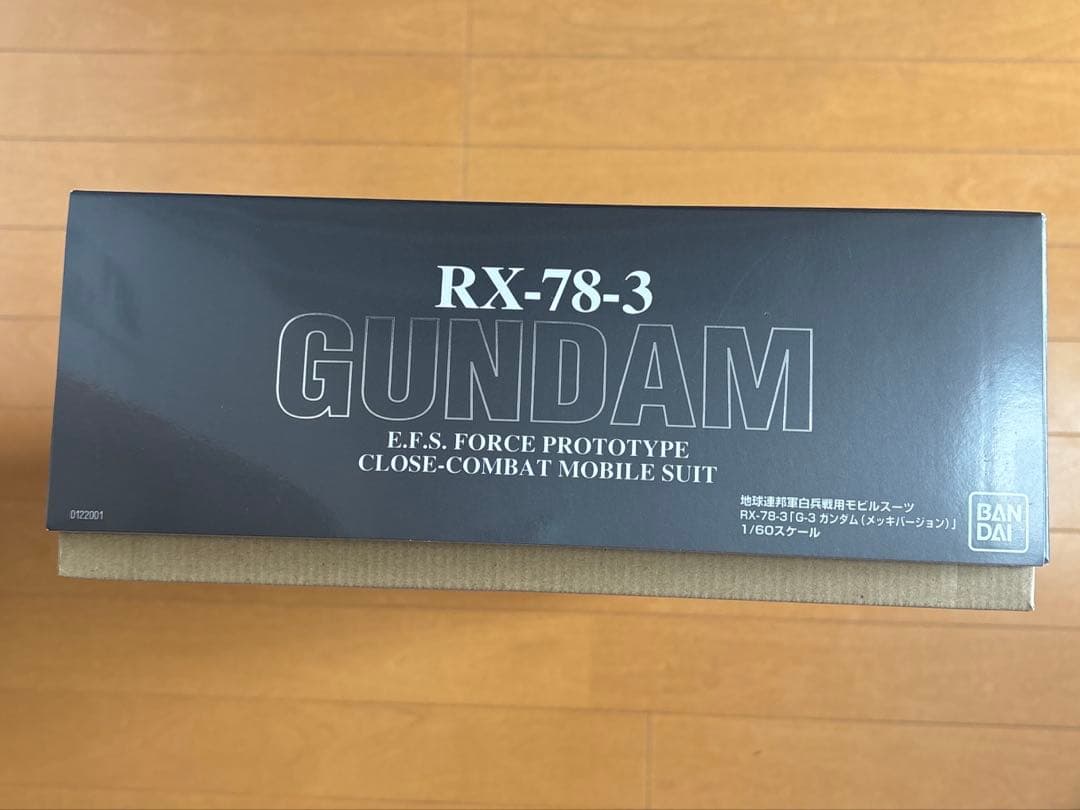 RX-78-3
GUNDAM
E.F.S. FORCE PROTOTYPE
CLOSE-COMBAT MOBILE SUIT
地球連邦軍白兵戦用モビルスーツ
RX-78-3「G-3 ガンダム(メッキバージョン)」
1/60スケール
BAN
DAI
0122001